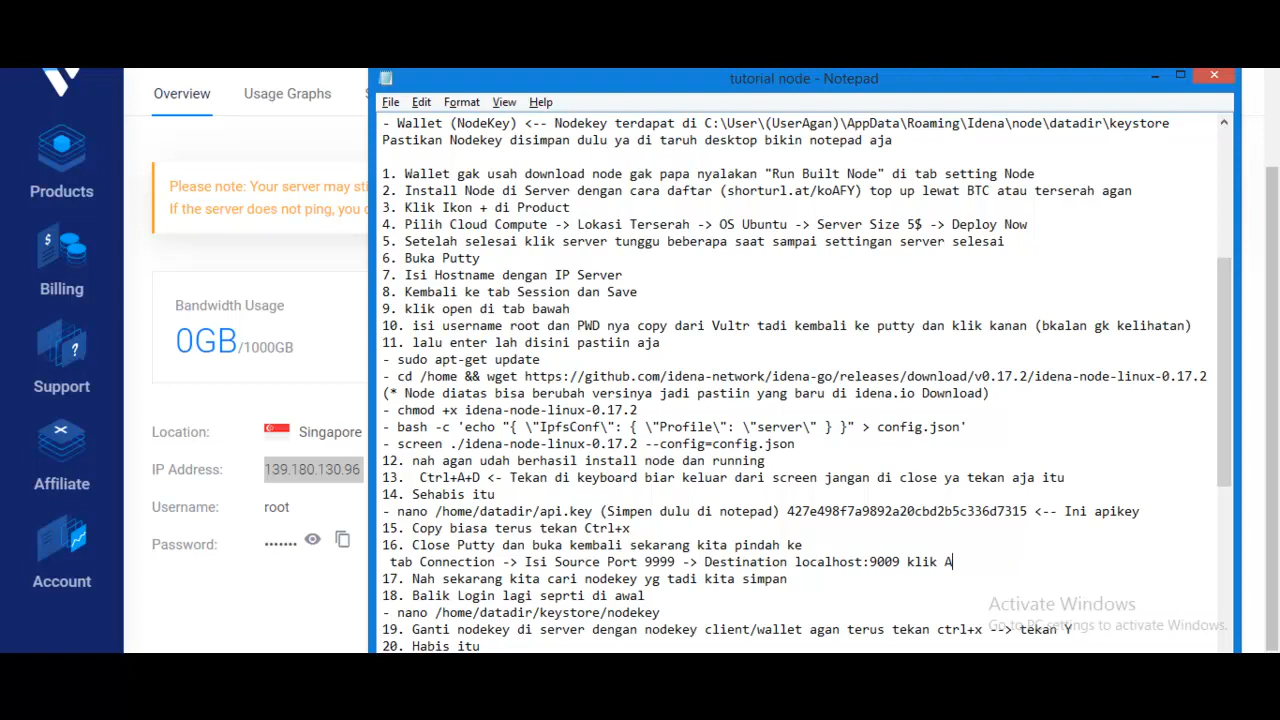 Products
Billing
Support
Affiliate
Account
Overview
Usage Graphs
Please note: Your server may sti
If the server does not ping, you c
Bandwidth Usage
0GB/1000GB
Location:
Singapore
IP Address:
139.180.130.96
Username:
root
Password:
•••••••
tutorial node - Notepad
File Edit Format View Help
- Wallet (NodeKey) <-- Nodekey terdapat di C:\User\(UserAgan)\AppData\Roaming\Idena\node\datadir\keystore
Pastikan Nodekey disimpan dulu ya di taruh desktop bikin notepad aja
1. Wallet gak usah download node gak papa nyalakan "Run Built Node" di tab setting Node
2. Install Node di Server dengan cara daftar (shorturl.at/koAFY) top up lewat BTC atau terserah agan
3. Klik Ikon + di Product
4. Pilih Cloud Compute -> Lokasi Terserah -> OS Ubuntu -> Server Size 5$ -> Deploy Now
5. Setelah selesai klik server tunggu beberapa saat sampai settingan server selesai
6. Buka Putty
7. Isi Hostname dengan IP Server
8. Kembali ke tab Session dan Save
9. klik open di tab bawah
10. isi username root dan PWD nya copy dari Vultr tadi kembali ke putty dan klik kanan (bkalan gk kelihatan)
11. lalu enter lah disini pastiin aja
- sudo apt-get update
- cd /home && wget https://github.com/idena-network/idena-go/releases/download/v0.17.2/idena-node-linux-0.17.2
(* Node diatas bisa berubah versinya jadi pastiin yang baru di idena.io Download)
- chmod +x idena-node-linux-0.17.2
- bash -c 'echo "{ \"IpfsConf\": { \"Profile\": \"server\" } }" > config.json'
- screen ./idena-node-linux-0.17.2 --config=config.json
12. nah agan udah berhasil install node dan running
13.  Ctrl+A+D <- Tekan di keyboard biar keluar dari screen jangan di close ya tekan aja itu
14. Sehabis itu
- nano /home/datadir/api.key (Simpen dulu di notepad) 427e498f7a9892a20cbd2b5c336d7315 <-- Ini apikey
15. Copy biasa terus tekan Ctrl+x
16. Close Putty dan buka kembali sekarang kita pindah ke
tab Connection -> Isi Source Port 9999 -> Destination localhost:9009 klik A
17. Nah sekarang kita cari nodekey yg tadi kita simpan
18. Balik Login lagi seprti di awal
- nano /home/datadir/keystore/nodekey
19. Ganti nodekey di server dengan nodekey client/wallet agan terus tekan ctrl+x --> tekan Y
20. Habis itu
Activate Windows
Go to PC settings to activate Windows.